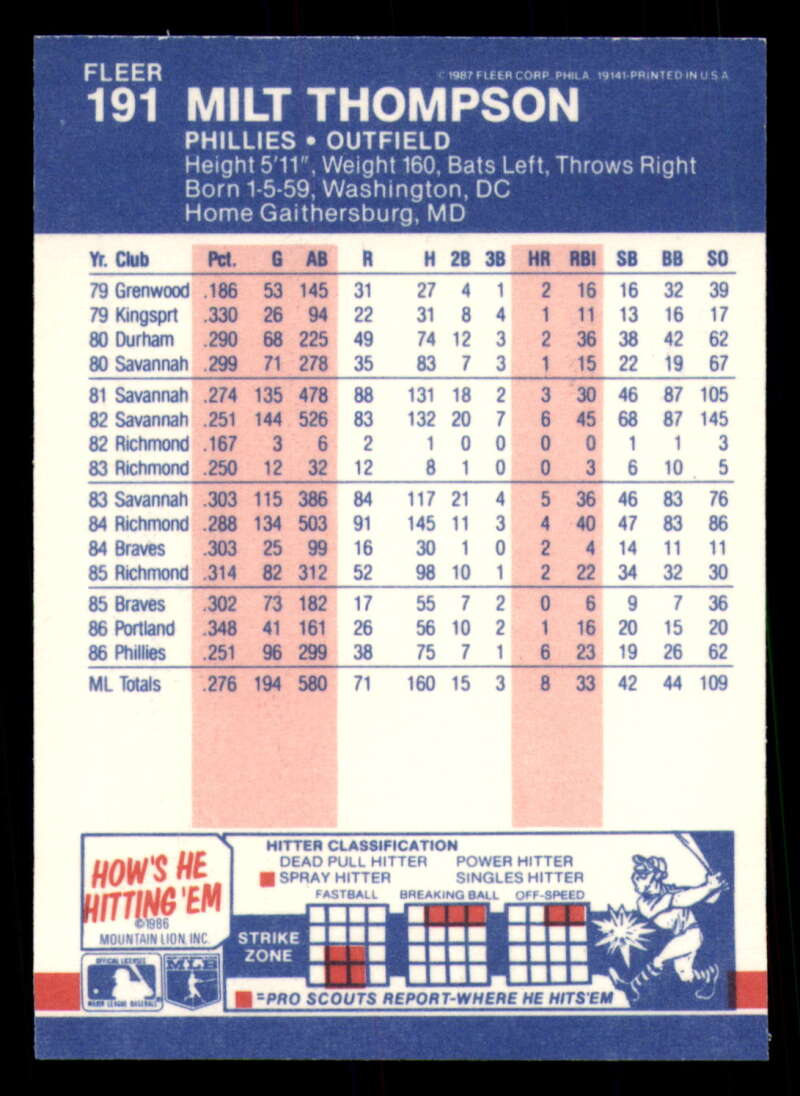 FLEER
© 1987 FLEER CORP. PHILA. 19141-PRINTED IN U.S.A.
191 MILT THOMPSON
PHILLIES • OUTFIELD
Height 5'11", Weight 160, Bats Left, Throws Right
Born 1-5-59, Washington, DC
Home Gaithersburg, MD
Yr. Club Pct. G AB R H 2B 3B HR RBI SB BB SO
79 Grenwood .186 53 145 31 27 4 1 2 16 16 32 39
79 Kingsprt .330 26 94 22 31 8 4 1 11 13 16 17
80 Durham .290 68 225 49 74 12 3 2 36 38 42 62
80 Savannah .299 71 278 35 83 7 3 1 15 22 19 67
81 Savannah .274 135 478 88 131 18 2 3 30 46 87 105
82 Savannah .251 144 526 83 132 20 7 6 45 68 87 145
82 Richmond .167 3 6 2 1 0 0 0 0 1 1 3
83 Richmond .250 12 32 12 8 1 0 0 3 6 10 5
83 Savannah .303 115 386 84 117 21 4 5 36 46 83 76
84 Richmond .288 134 503 91 145 11 3 4 40 47 83 86
84 Braves .303 25 99 16 30 1 0 2 4 14 11 11
85 Richmond .314 82 312 52 98 10 1 2 22 34 32 30
85 Braves .302 73 182 17 55 7 2 0 6 9 7 36
86 Portland .348 41 161 26 56 10 2 1 16 20 15 20
86 Phillies .251 96 299 38 75 7 1 6 23 19 26 62
ML Totals .276 194 580 71 160 15 3 8 33 42 44 109
HOW'S HE
HITTING 'EM
©1986
MOUNTAIN LION, INC.
OFFICIAL LICENSEE
MAJOR LEAGUE BASEBALL
MLB
HITTER CLASSIFICATION
DEAD PULL HITTER POWER HITTER
SPRAY HITTER SINGLES HITTER
FASTBALL BREAKING BALL OFF-SPEED
STRIKE
ZONE
=PRO SCOUTS REPORT-WHERE HE HITS'EM